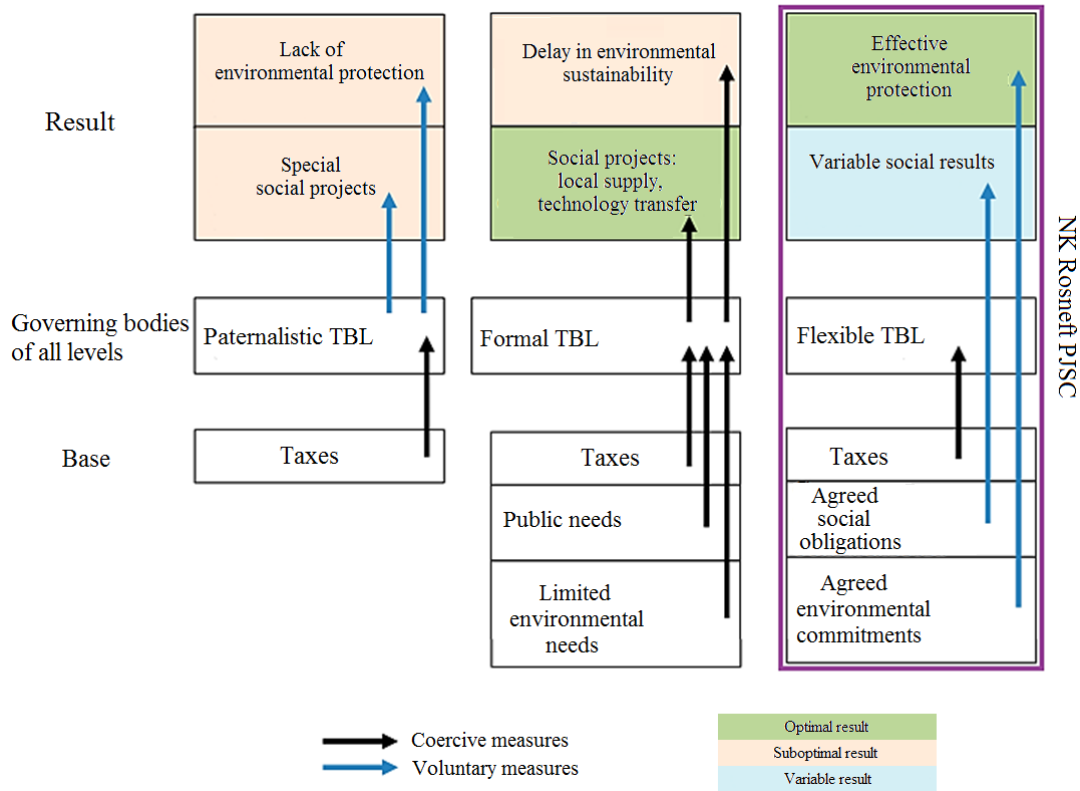 Result
Lack of
environmental protection
Special
social projects
Delay in environmental
sustainability
Social projects:
local supply,
technology transfer
Effective
environmental
protection
Variable social results
Governing bodies
of all levels
Paternalistic TBL
Formal TBL
Flexible TBL
Base
Taxes
Taxes
Public needs
Limited
environmental
needs
Taxes
Agreed
social
obligations
Agreed
environmental
commitments
NK Rosneft PJSC
Coercive measures
Voluntary measures
Optimal result
Suboptimal result
Variable result